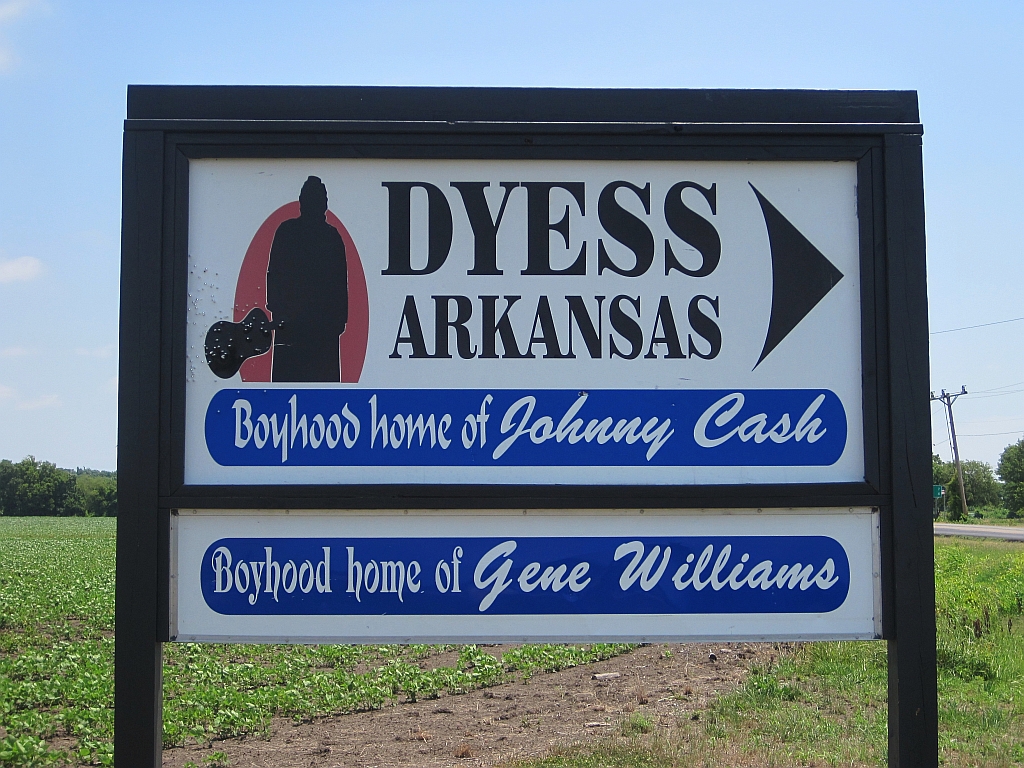 DYESS
ARKANSAS
Boyhood home of Johnny Cash
Boyhood home of Gene Williams